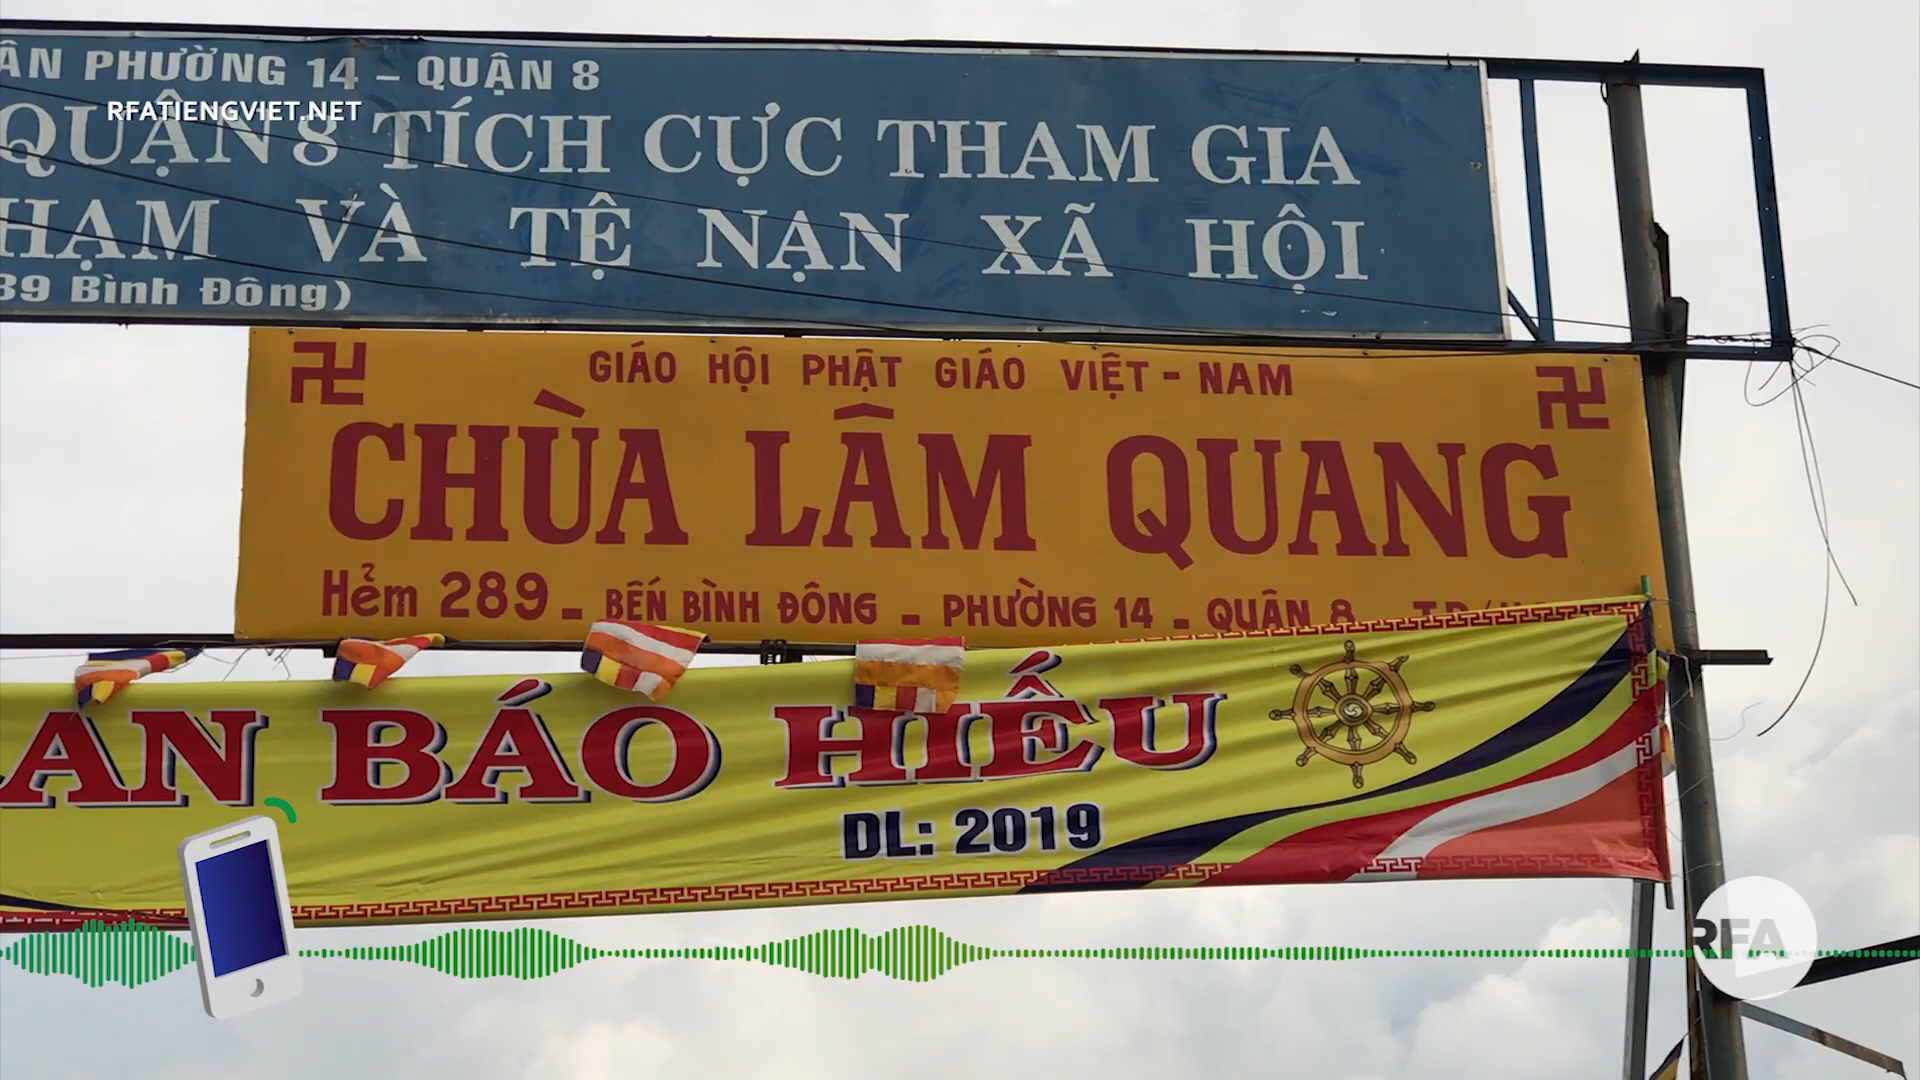 ÂN PHƯỜNG 14 - QUẬN 8
RFATIENGVIET.NET
QUẬN 8 TÍCH CỰC THAM GIA
HẠM VÀ TỆ NẠN XÃ HỘI
39 Bình Đông)
GIÁO HỘI PHẬT GIÁO VIỆT - NAM
CHÙA LÂM QUANG
Hẻm 289 - BẾN BÌNH ĐÔNG - PHƯỜNG 14 - QUẬN 8
LAN BÁO HIẾU
DL: 2019
RFA